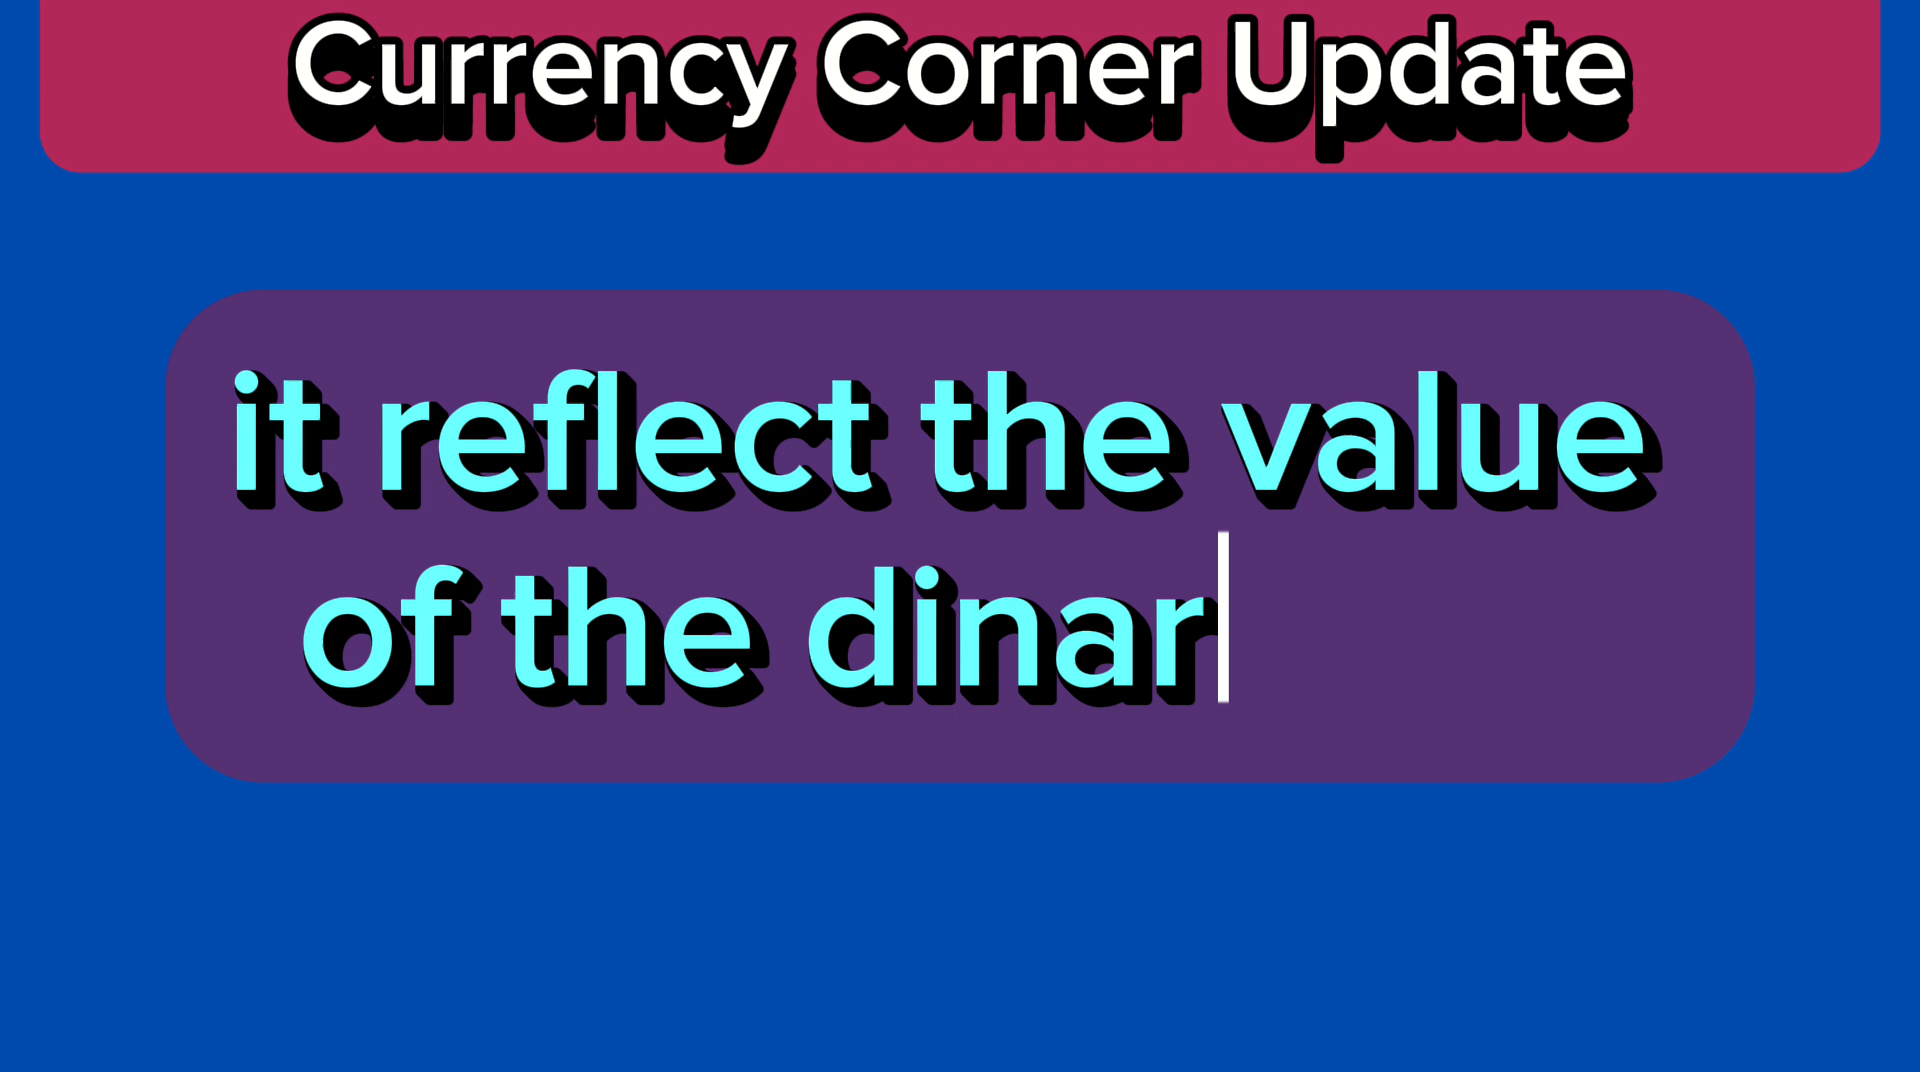 Currency Corner Update
it reflect the value
of the dinar